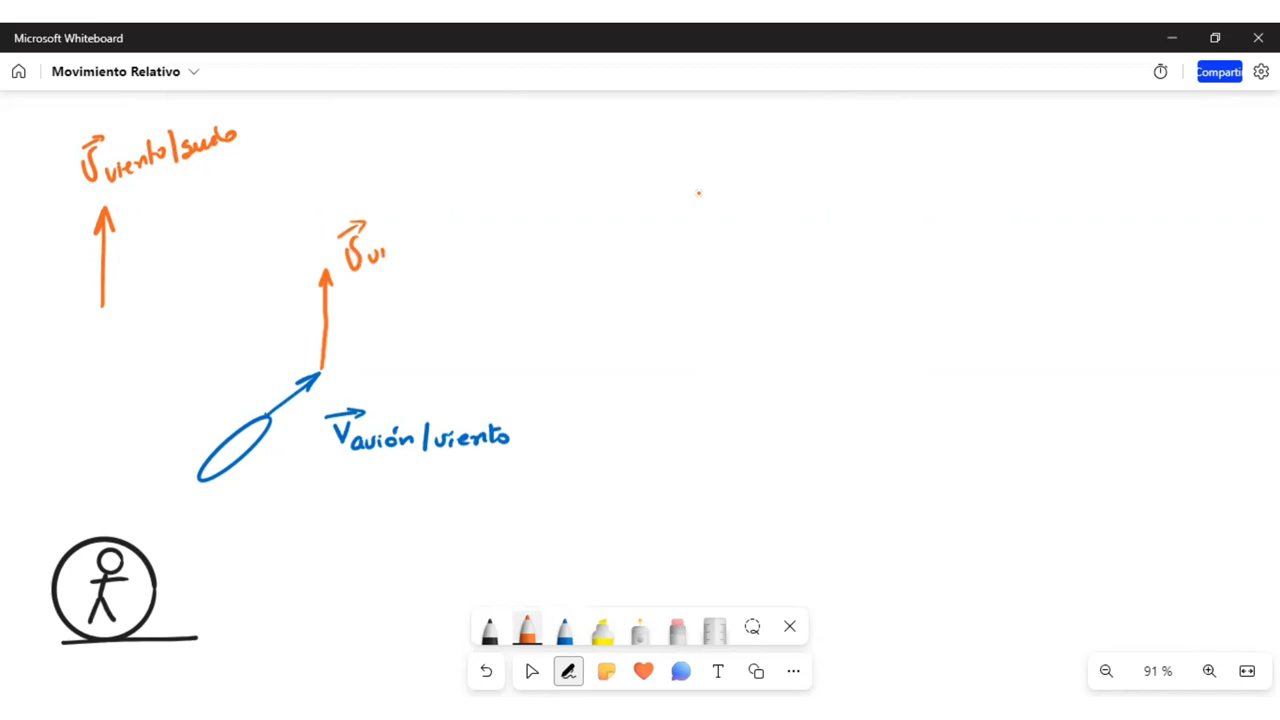 Microsoft Whiteboard
Movimiento Relativo
Comparti
V viento/suelo
V vi
V avión/viento
T
91 %